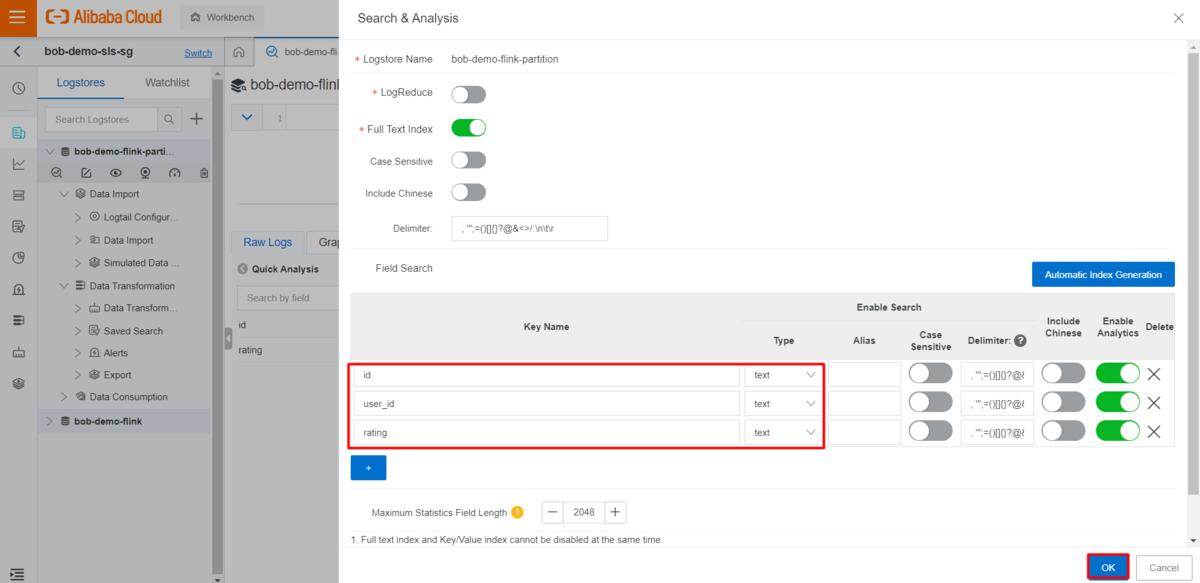 Alibaba Cloud
Workbench
bob-demo-sls-sg
Switch
bob-demo-fli
Logstores
Watchlist
Search Logstores
bob-demo-flink-parti...
Data Import
Logtail Configur...
Data Import
Simulated Data ...
Data Transformation
Data Transform...
Saved Search
Alerts
Export
Data Consumption
bob-demo-flink
bob-demo-flink
1
Raw Logs
Quick Analysis
Search by field
id
rating
Search & Analysis
* Logstore Name bob-demo-flink-partition
* LogReduce
* Full Text Index
Case Sensitive
Include Chinese
Delimiter: , '";=()[]{}?@&<>/:\n\t\r
Field Search
Automatic Index Generation
Key Name
Enable Search
Type
Alias
Case Sensitive
Delimiter: ?
Include Chinese
Enable Analytics
Delete
id text , '";=()[]{}?@&
user_id text , '";=()[]{}?@&
rating text , '";=()[]{}?@&
+
Maximum Statistics Field Length ! — 2048 +
1. Full text index and Key/Value index cannot be disabled at the same time.
OK
Cancel